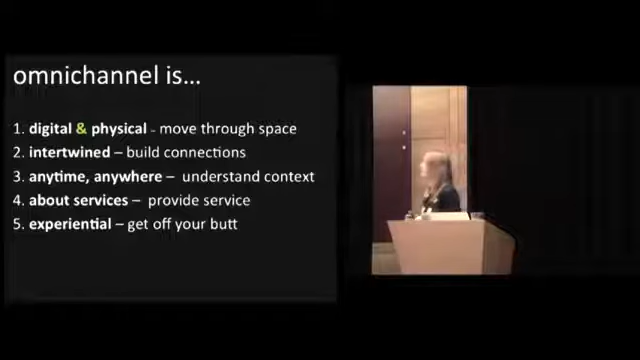 omnichannel is...
1. digital & physical - move through space
2. intertwined – build connections
3. anytime, anywhere – understand context
4. about services – provide service
5. experiential – get off your butt